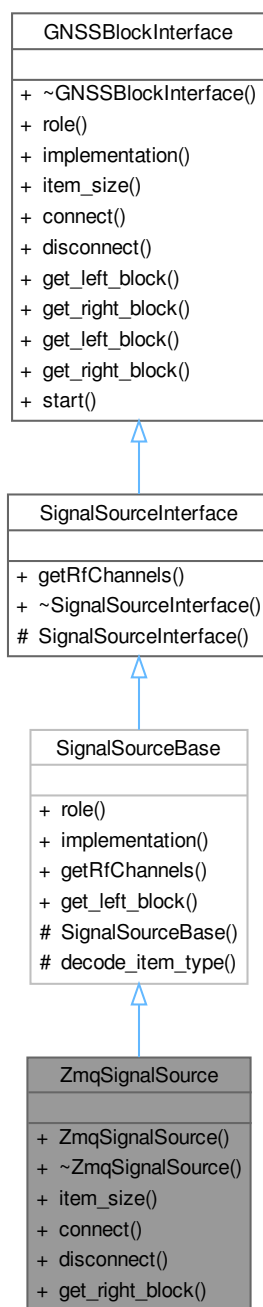 GNSSBlockInterface
+ ~GNSSBlockInterface()
+ role()
+ implementation()
+ item_size()
+ connect()
+ disconnect()
+ get_left_block()
+ get_right_block()
+ get_left_block()
+ get_right_block()
+ start()
SignalSourceInterface
+ getRfChannels()
+ ~SignalSourceInterface()
# SignalSourceInterface()
SignalSourceBase
+ role()
+ implementation()
+ getRfChannels()
+ get_left_block()
# SignalSourceBase()
# decode_item_type()
ZmqSignalSource
+ ZmqSignalSource()
+ ~ZmqSignalSource()
+ item_size()
+ connect()
+ disconnect()
+ get_right_block()